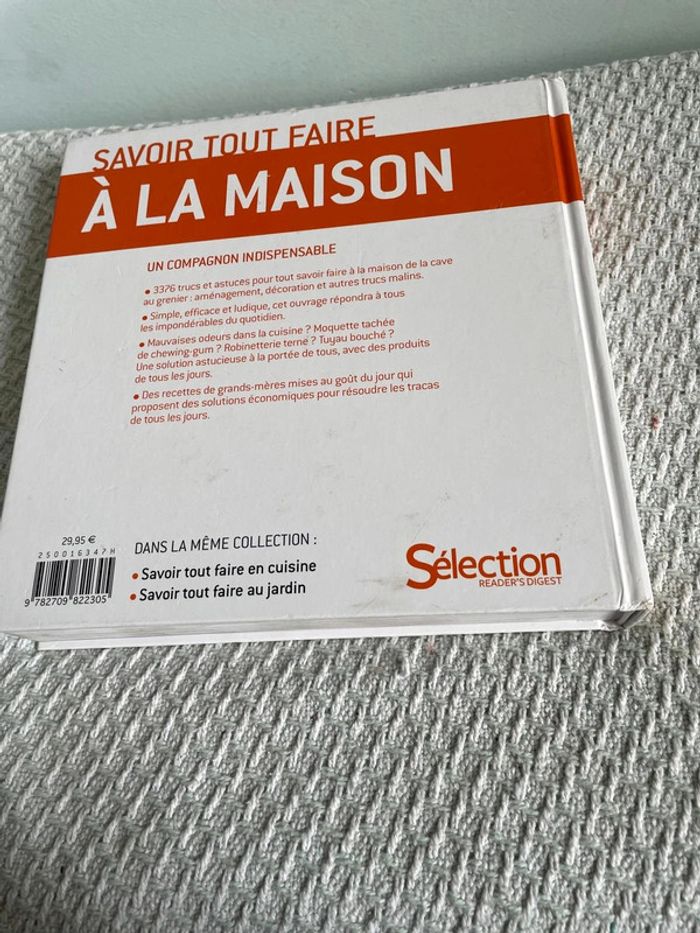 SAVOIR TOUT FAIRE
À LA MAISON
UN COMPAGNON INDISPENSABLE
• 3376 trucs et astuces pour tout savoir faire à la maison de la cave
au grenier : aménagement, décoration et autres trucs malins.
• Simple, efficace et ludique, cet ouvrage répondra à tous
les impondérables du quotidien.
• Mauvaises odeurs dans la cuisine ? Moquette tachée
de chewing-gum ? Robinetterie terne ? Tuyau bouché ?
Une solution astucieuse à la portée de tous, avec des produits
de tous les jours.
• Des recettes de grands-mères mises au goût du jour qui
proposent des solutions économiques pour résoudre les tracas
de tous les jours.
29,95 €
250016347H
9 782709 822305
DANS LA MÊME COLLECTION :
• Savoir tout faire en cuisine
• Savoir tout faire au jardin
Sélection
READER'S DIGEST